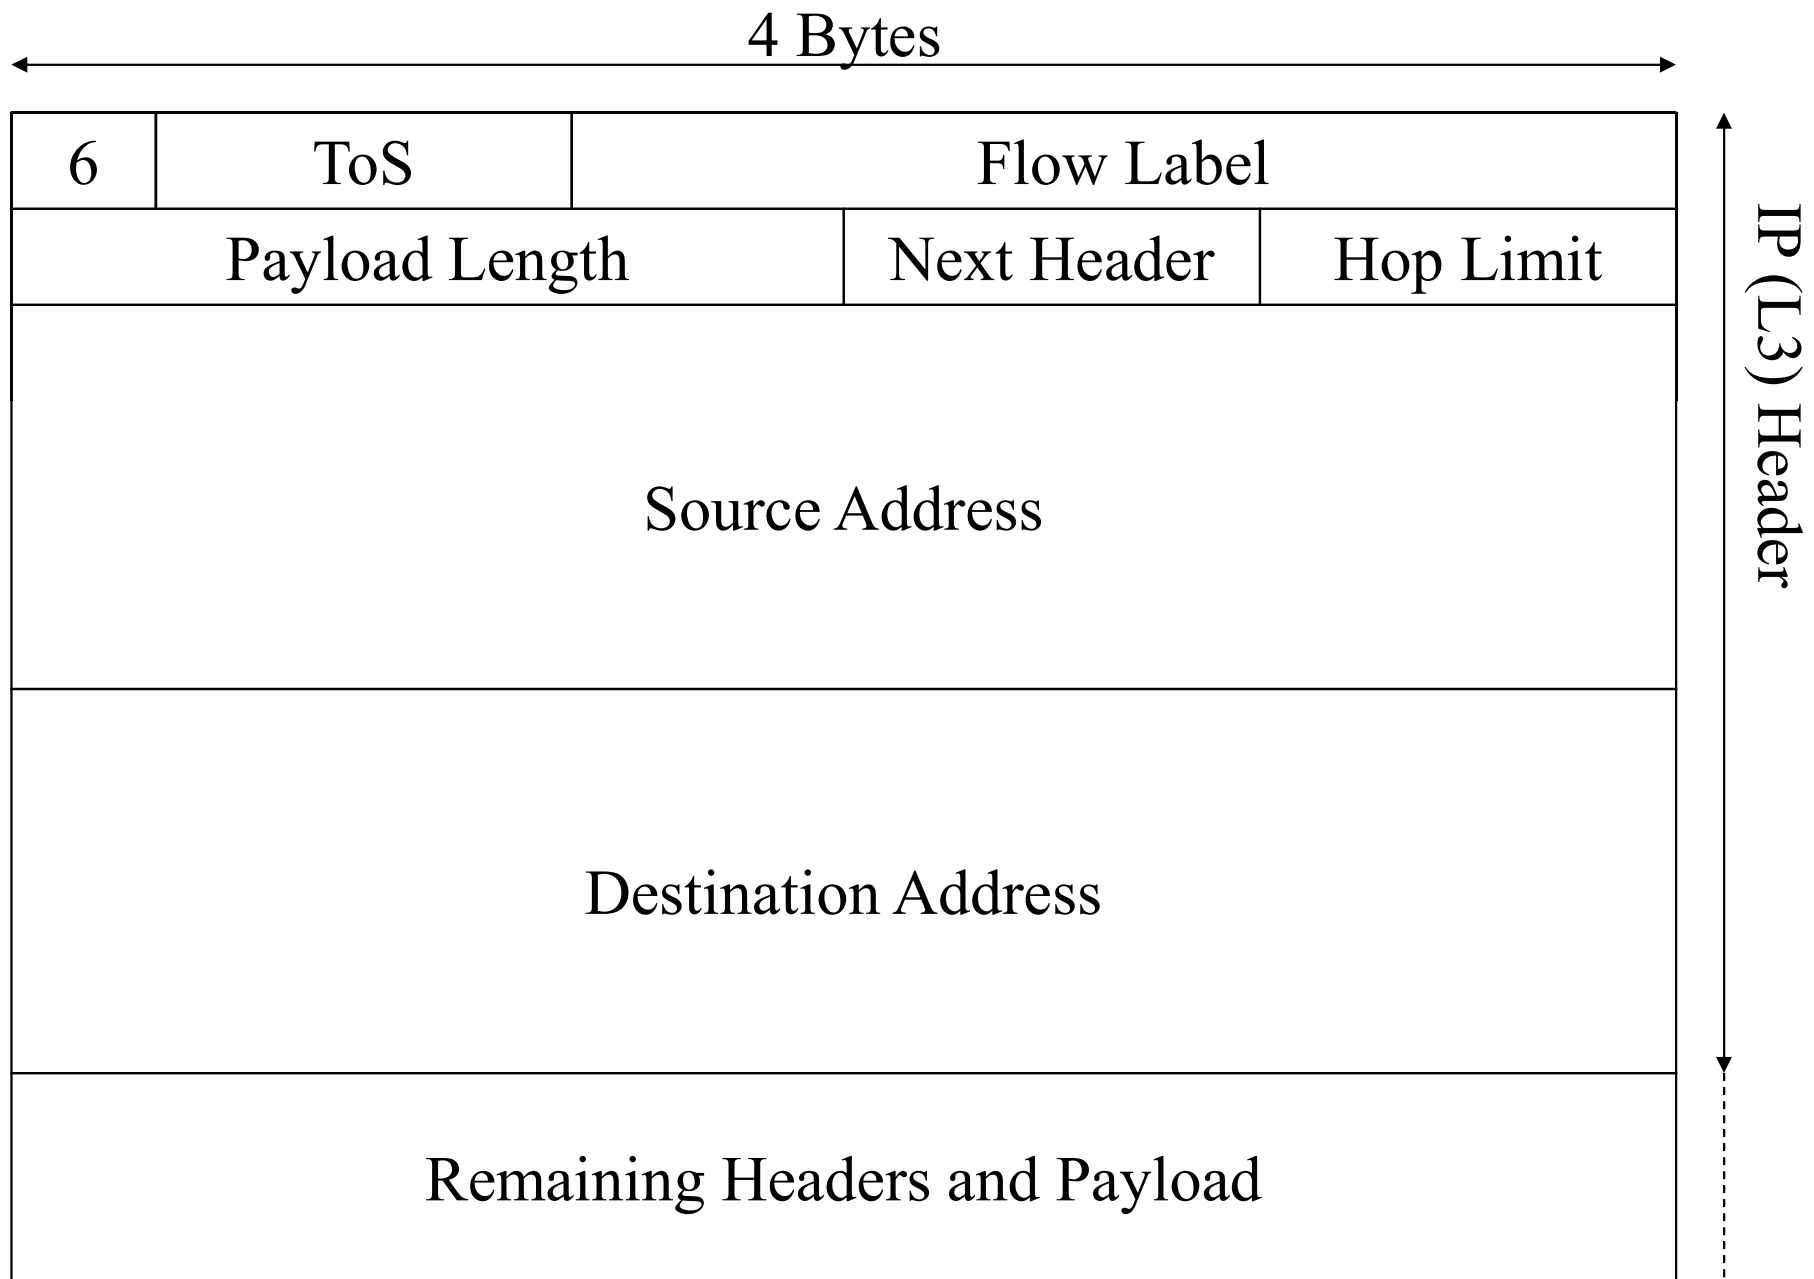 4 Bytes
6
ToS
Flow Label
Payload Length
Next Header
Hop Limit
IP (L3) Header
Source Address
Destination Address
Remaining Headers and Payload